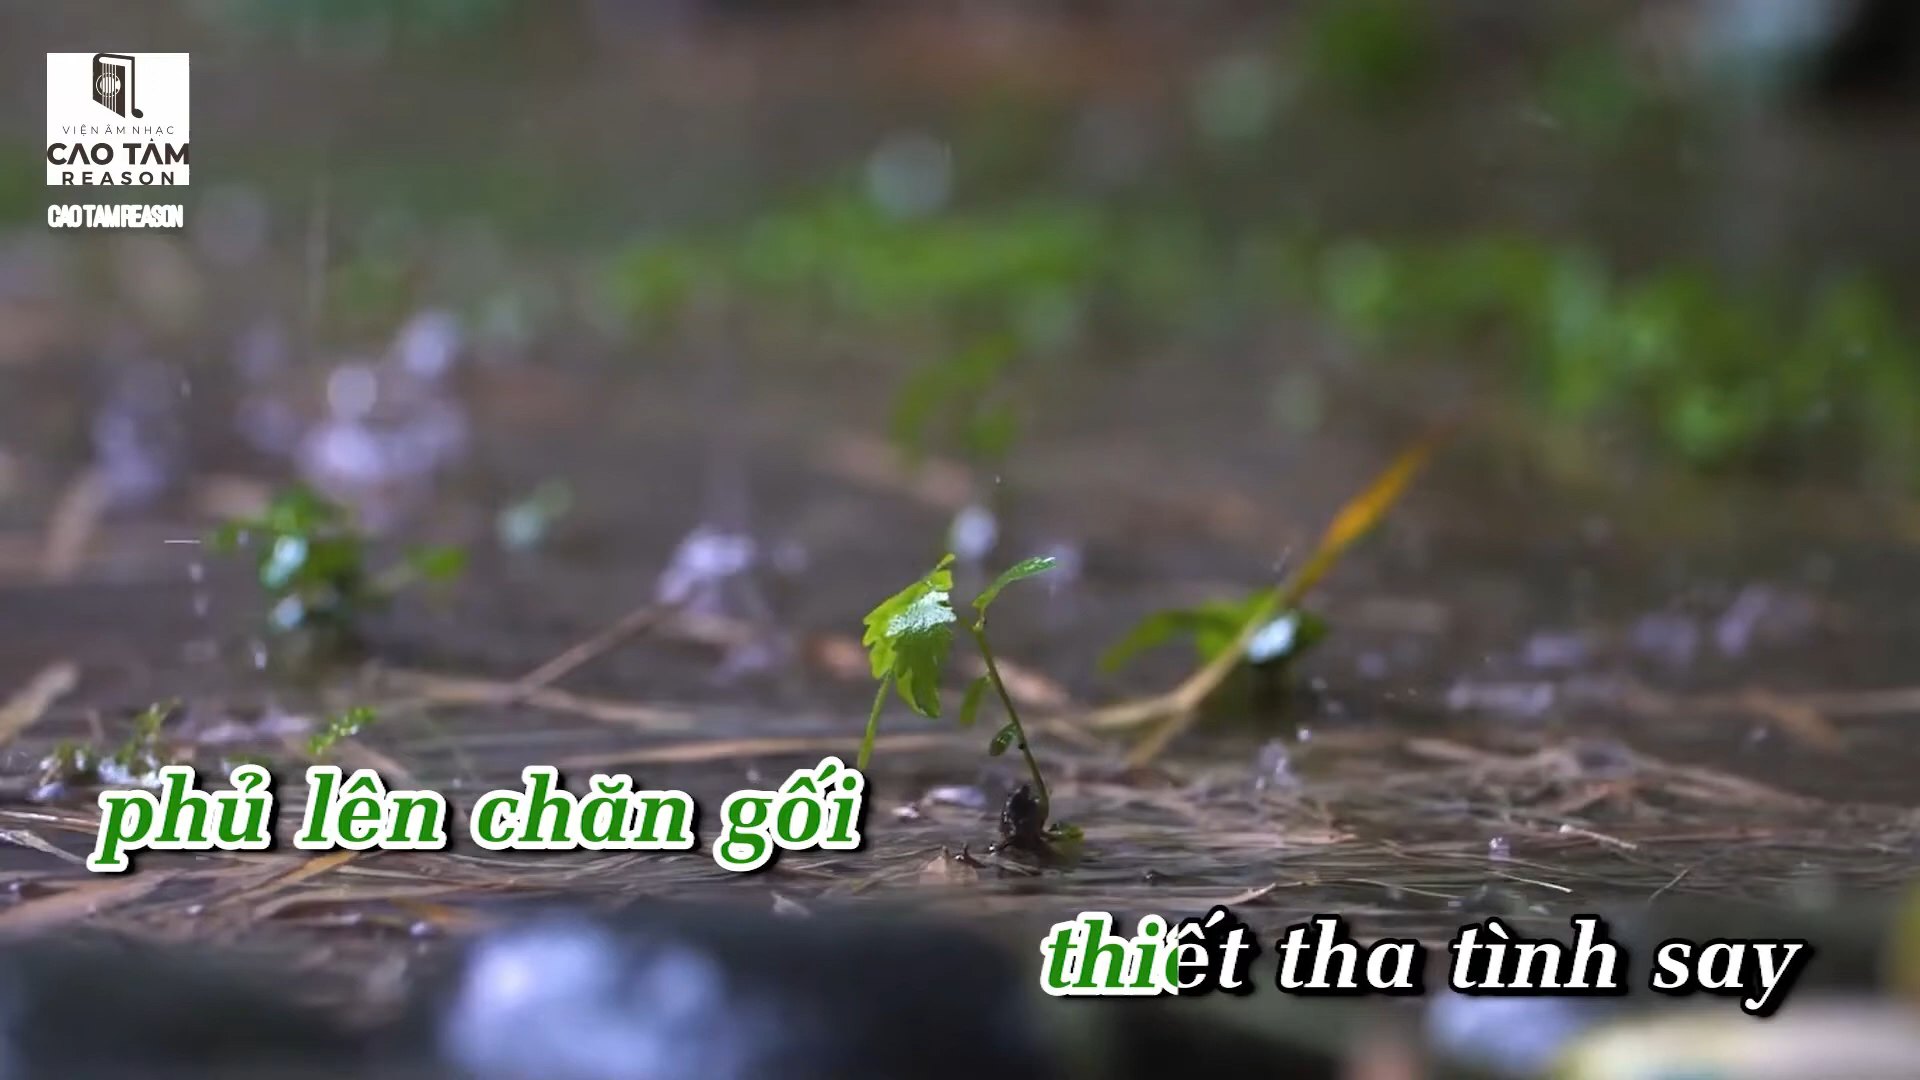 VIỆN ÂM NHẠC
CAO TÂM
REASON
CAO TAM REASON
phủ lên chăn gối
thiết tha tình say